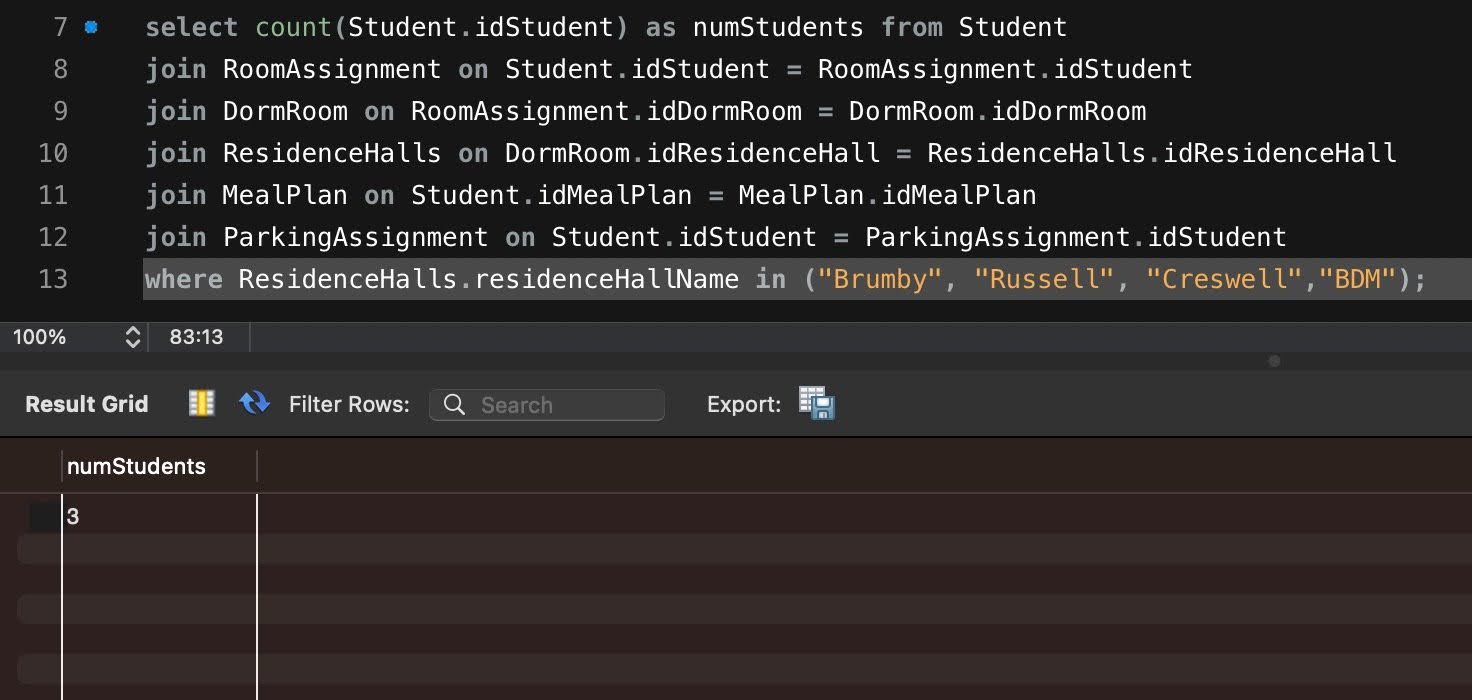 7 select count(Student.idStudent) as numStudents from Student
8 join RoomAssignment on Student.idStudent = RoomAssignment.idStudent
9 join DormRoom on RoomAssignment.idDormRoom = DormRoom.idDormRoom
10 join ResidenceHalls on DormRoom.idResidenceHall = ResidenceHalls.idResidenceHall
11 join MealPlan on Student.idMealPlan = MealPlan.idMealPlan
12 join ParkingAssignment on Student.idStudent = ParkingAssignment.idStudent
13 where ResidenceHalls.residenceHallName in ("Brumby", "Russell", "Creswell","BDM");
100% 83:13
Result Grid Filter Rows: Search Export:
numStudents
3